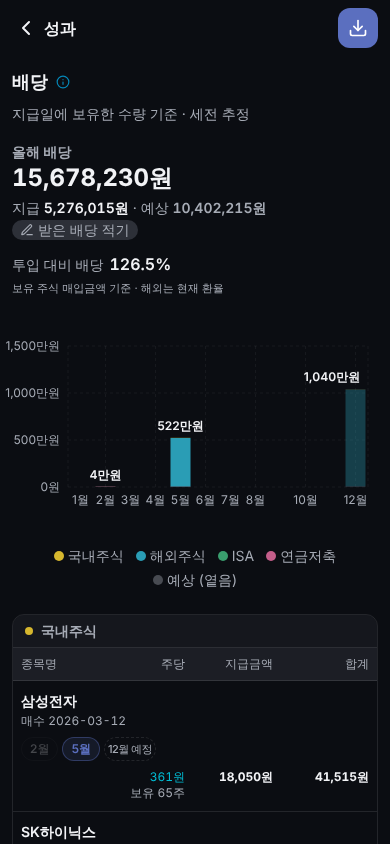 성과
배당
지급일에 보유한 수량 기준 · 세전 추정
올해 배당
15,678,230원
지급 5,276,015원 · 예상 10,402,215원
받은 배당 적기
투입 대비 배당 126.5%
보유 주식 매입금액 기준 · 해외는 현재 환율
1,500만원
1,000만원
500만원
0원
4만원
522만원
1,040만원
1월 2월 3월 4월 5월 6월 7월 8월 10월 12월
국내주식 해외주식 ISA 연금저축
예상 (옅음)
국내주식
종목명 주당 지급금액 합계
삼성전자
매수 2026-03-12
2월 5월 12월 예정
361원 18,050원 41,515원
보유 65주
SK하이닉스